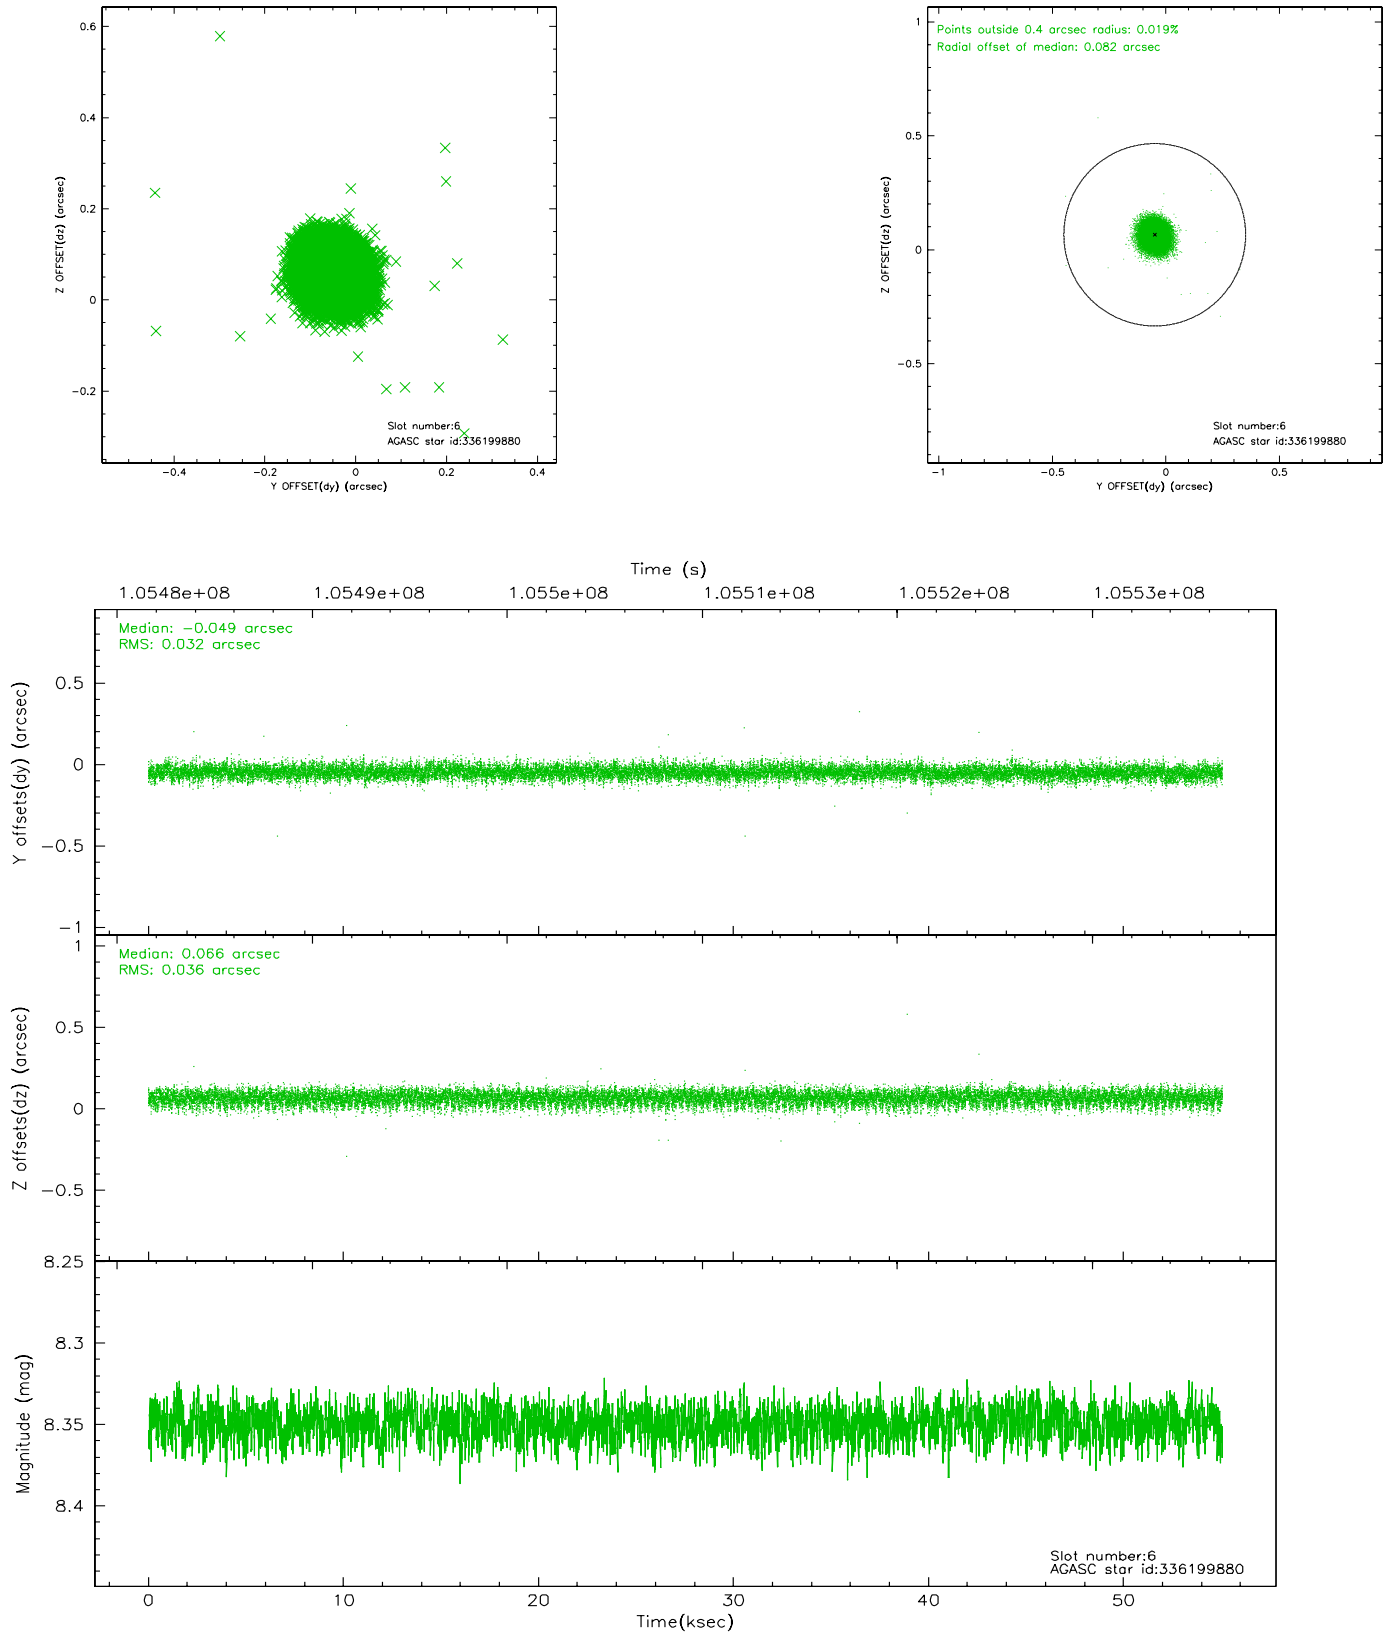 0.6
0.4
0.2
0
−0.2
Z OFFSET(dz) (arcsec)
Slot number:6
AGASC star id:336199880
−0.4
−0.2
0
0.2
0.4
Y OFFSET(dy) (arcsec)
Points outside 0.4 arcsec radius: 0.019%
Radial offset of median: 0.082 arcsec
1
0.5
0
−0.5
Z OFFSET(dz) (arcsec)
Slot number:6
AGASC star id:336199880
−1
−0.5
0
0.5
Y OFFSET(dy) (arcsec)
Time (s)
1.0548e+08
1.0549e+08
1.055e+08
1.0551e+08
1.0552e+08
1.0553e+08
Median: −0.049 arcsec
RMS: 0.032 arcsec
0.5
0
−0.5
−1
Y offsets(dy) (arcsec)
Median: 0.066 arcsec
RMS: 0.036 arcsec
1
0.5
0
−0.5
Z offsets(dz) (arcsec)
8.25
8.3
8.35
8.4
Magnitude (mag)
Slot number:6
AGASC star id:336199880
0
10
20
30
40
50
Time(ksec)